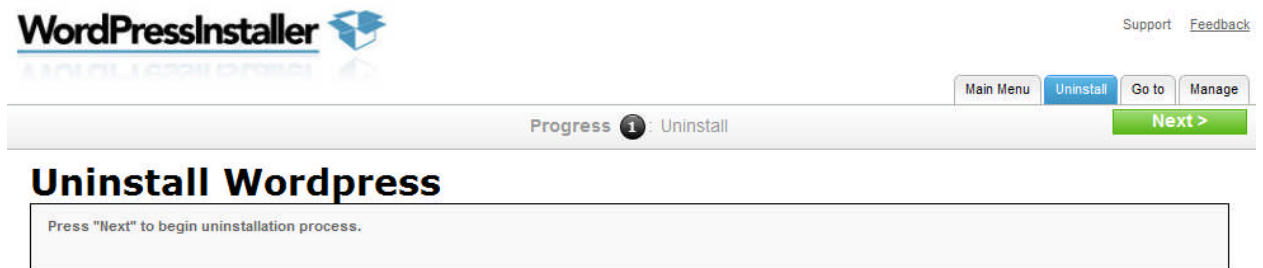 WordPressInstaller
Support Feedback
Main Menu Uninstall Go to Manage
Progress 1: Uninstall
Next >
Uninstall Wordpress
Press "Next" to begin uninstallation process.